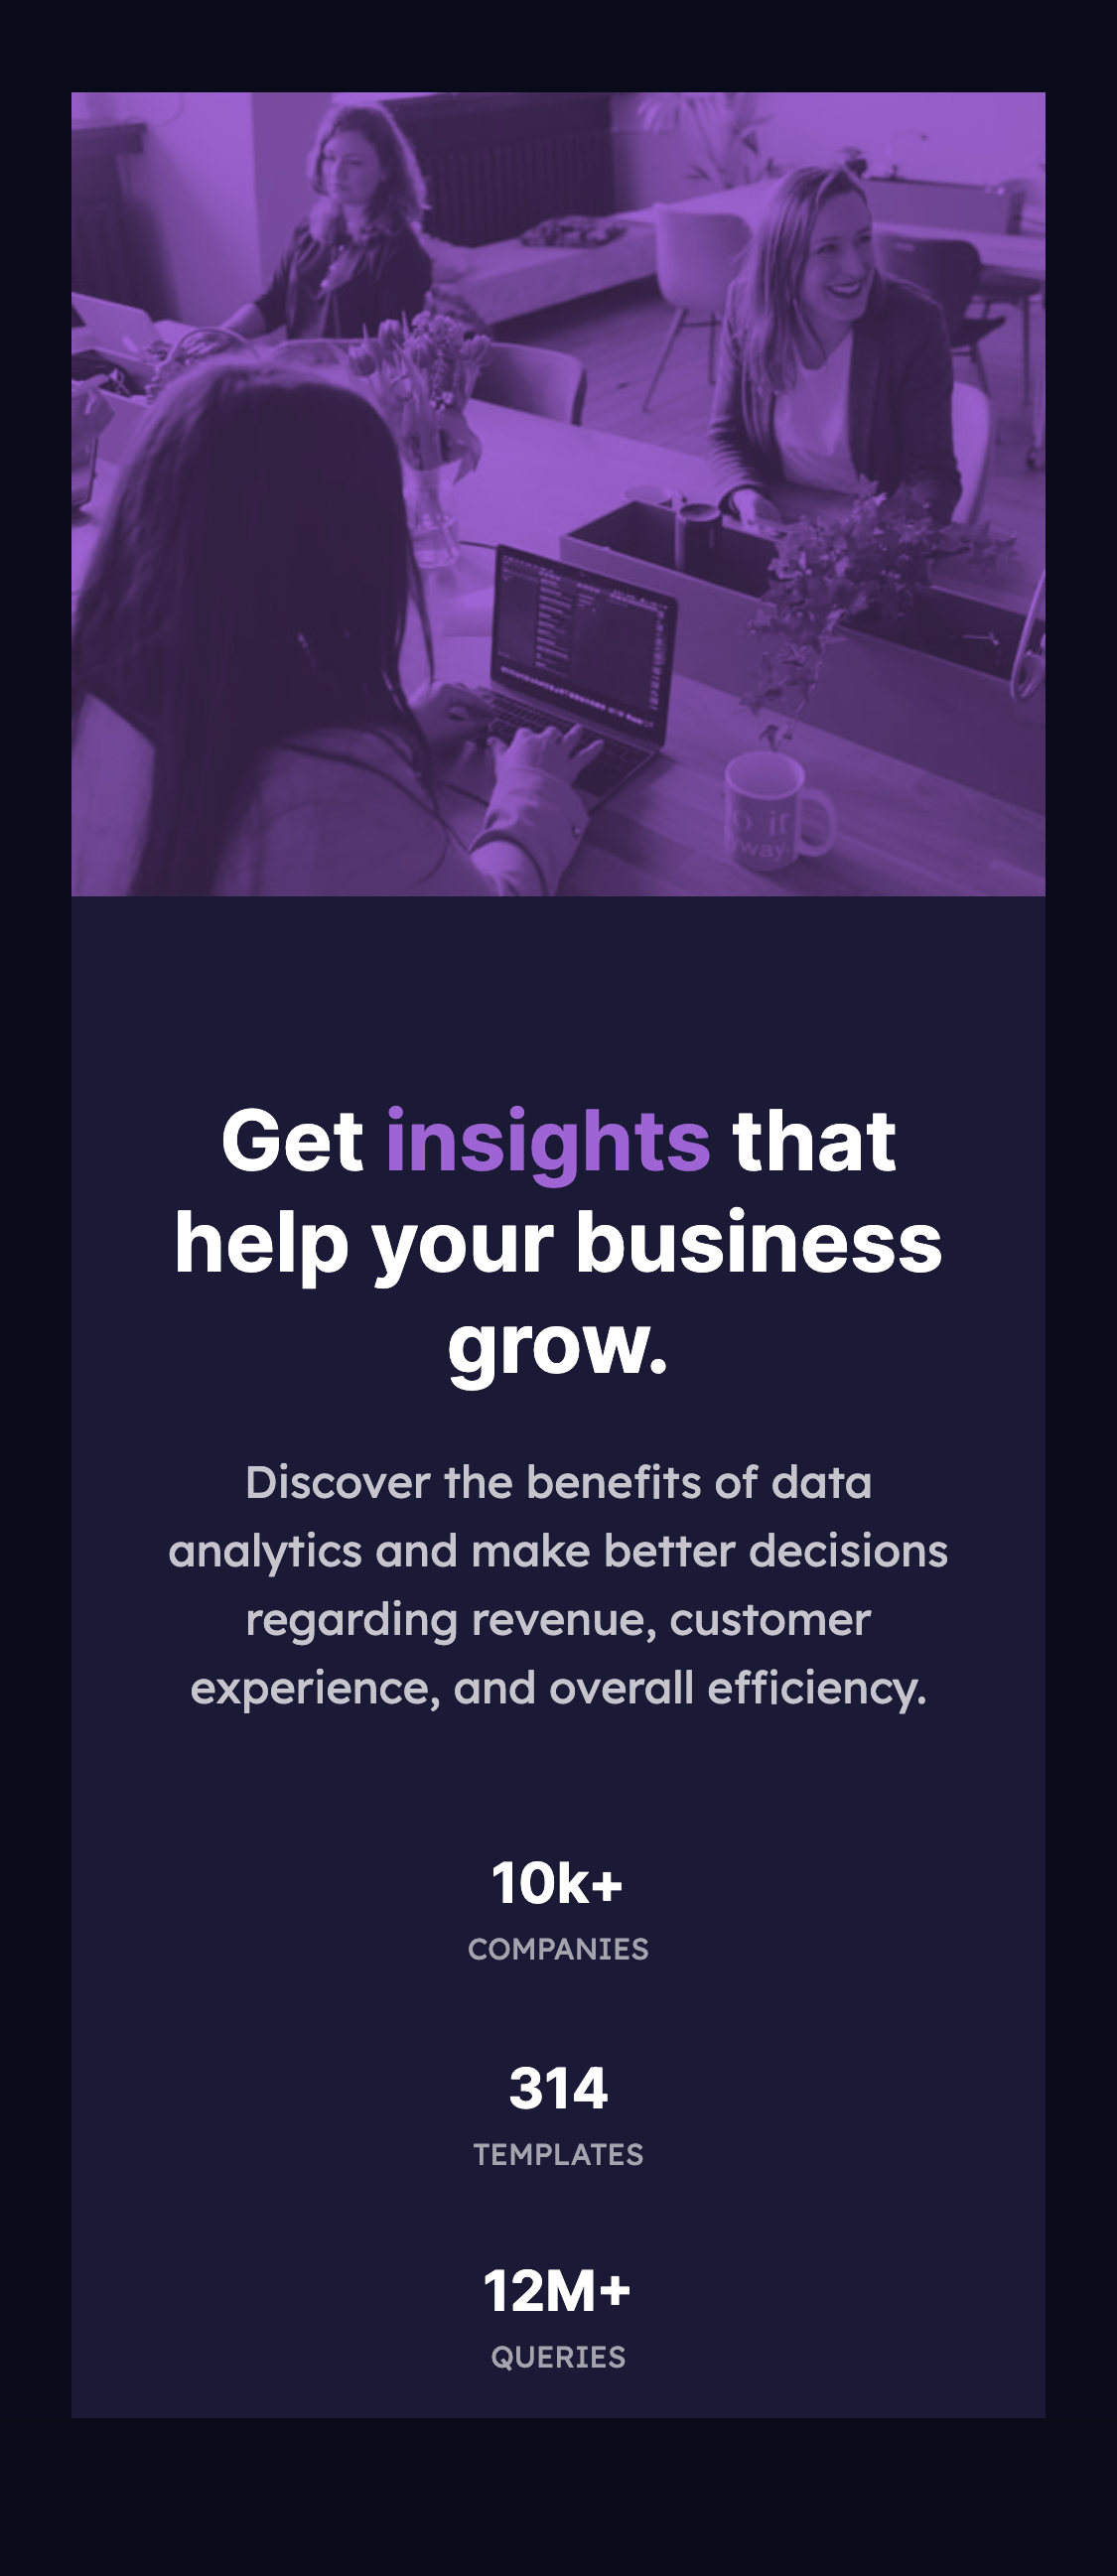 Get insights that
help your business
grow.
Discover the benefits of data
analytics and make better decisions
regarding revenue, customer
experience, and overall efficiency.
10k+
COMPANIES
314
TEMPLATES
12M+
QUERIES